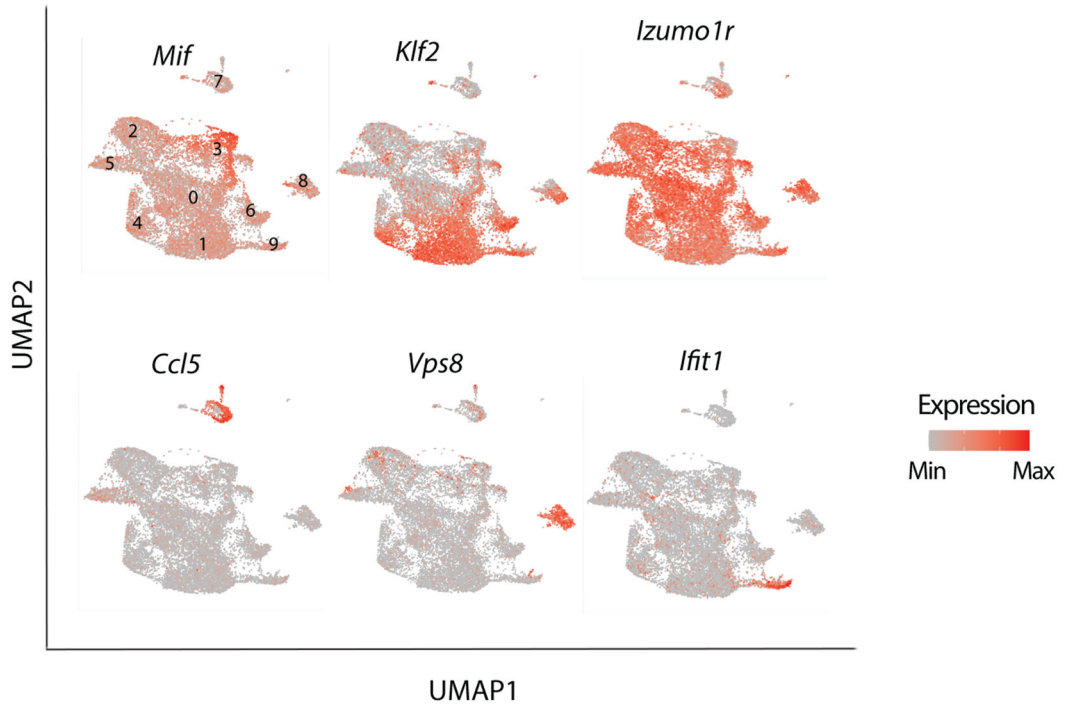 Mif
Klf2
Izumo1r
7
2
3
5
8
0
6
4
1
9
UMAP2
Ccl5
Vps8
Ifit1
Expression
Min Max
UMAP1